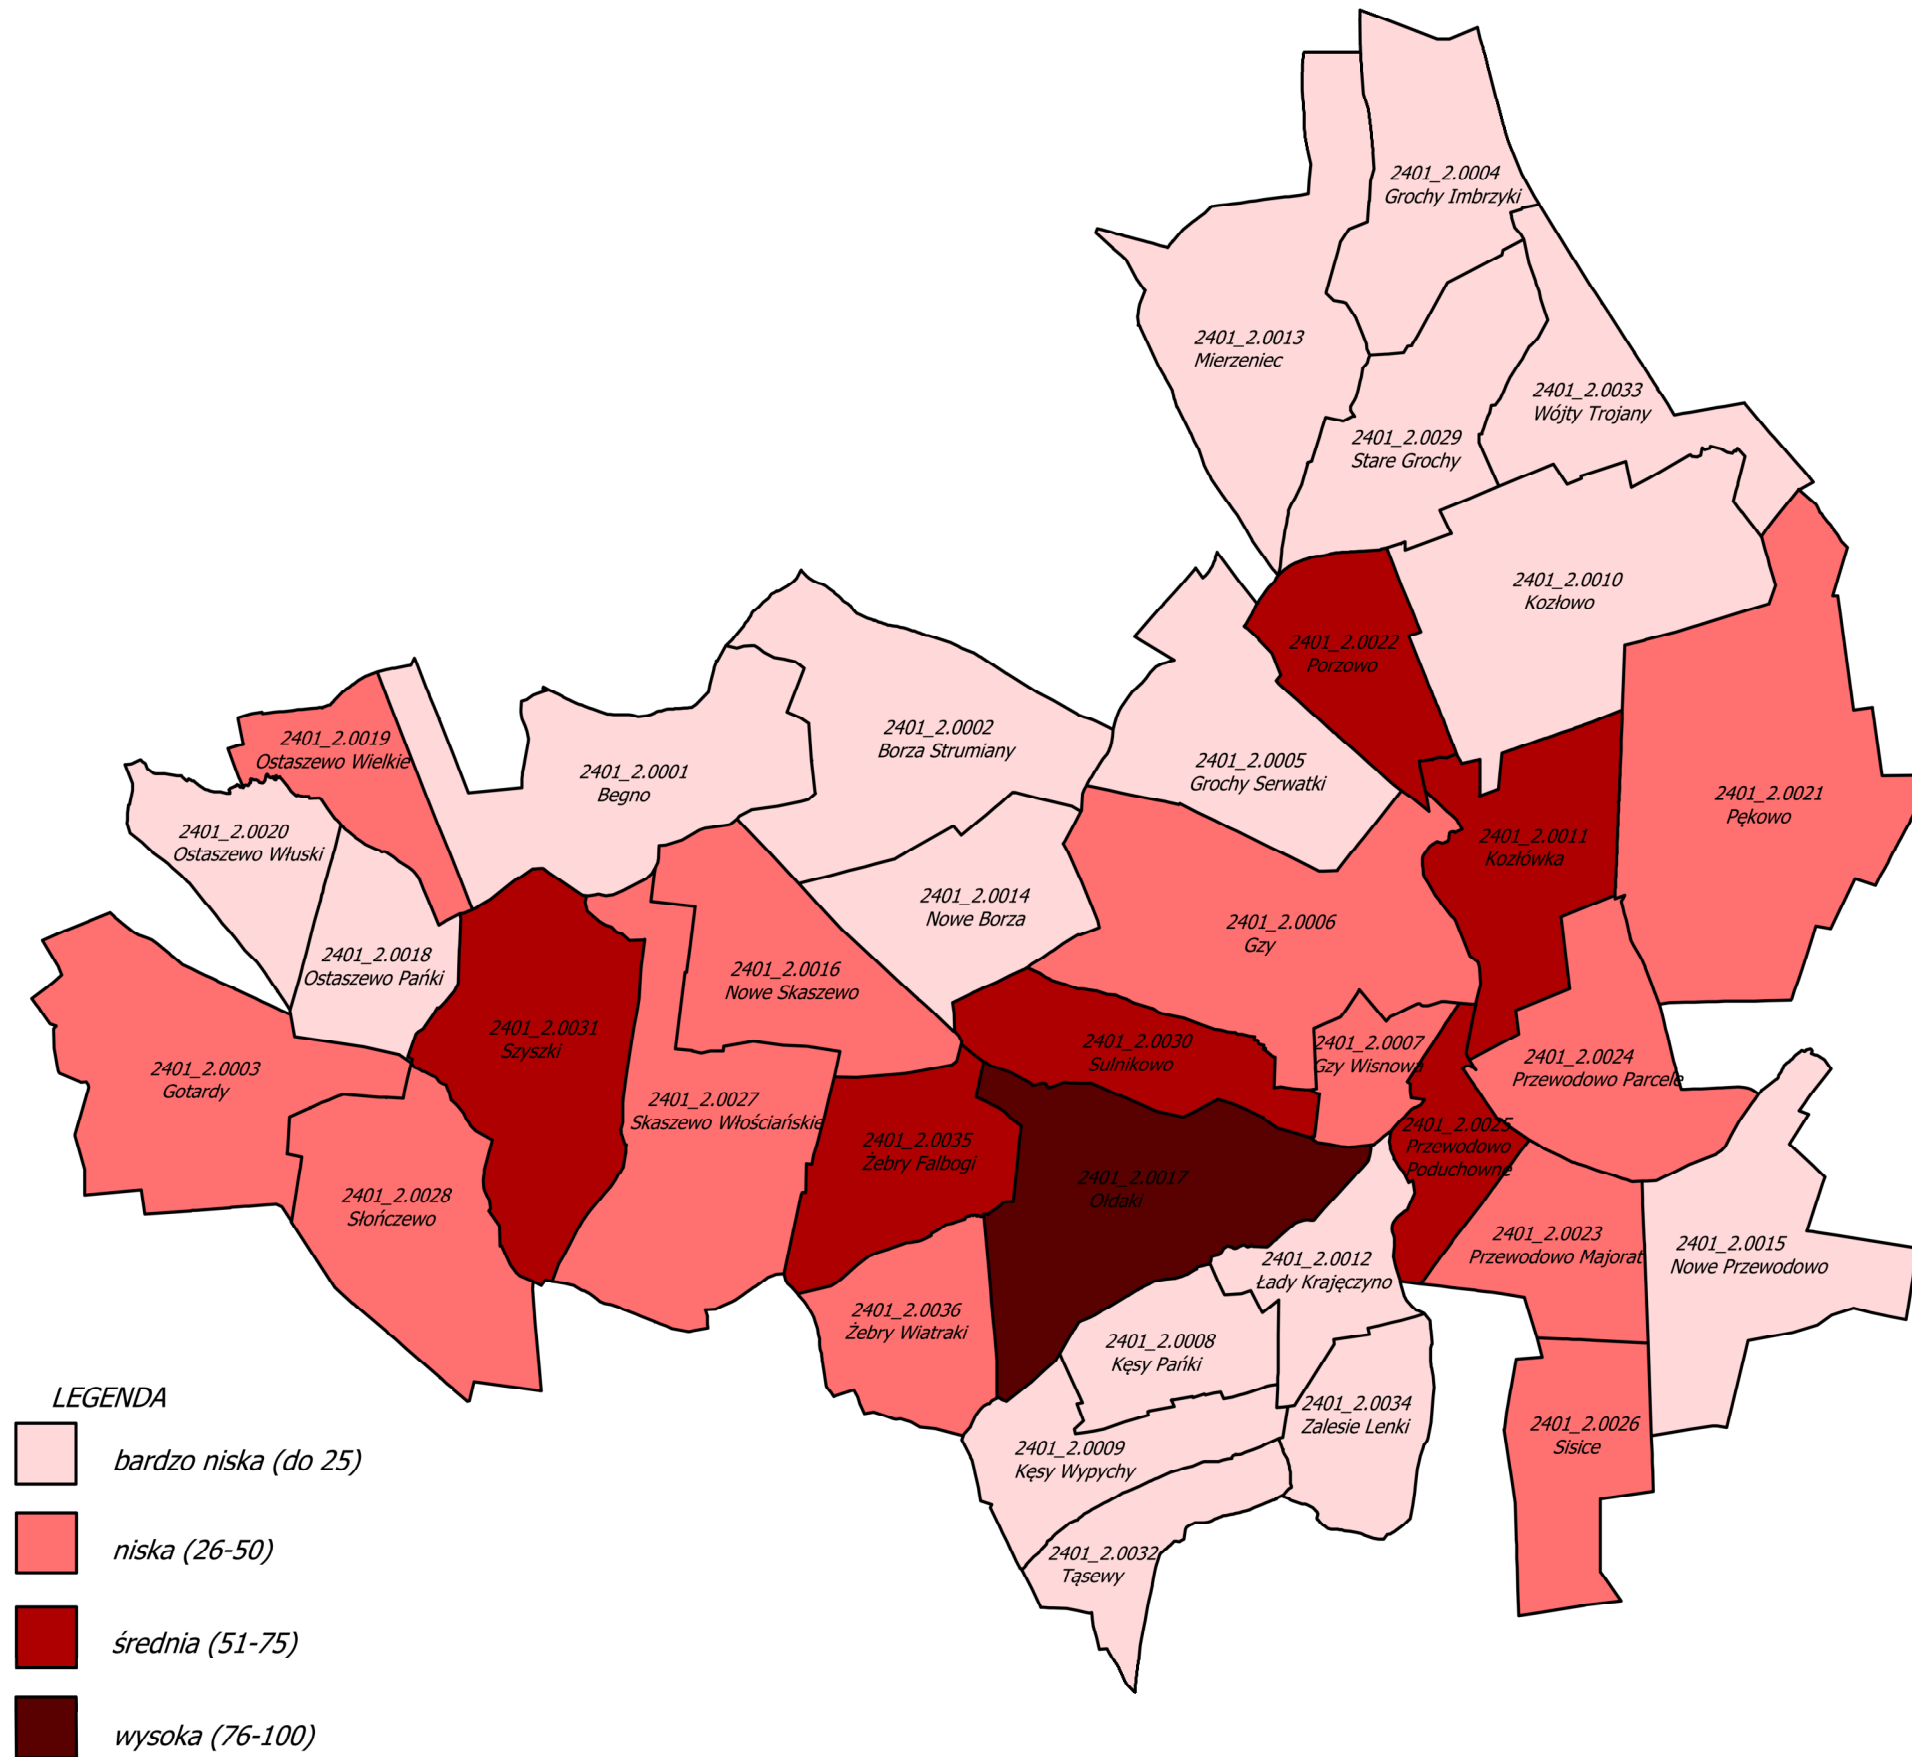 2401_2.0004
Grochy Imbrzyki
2401_2.0013
Mierzeniec
2401_2.0033
Wójty Trojany
2401_2.0029
Stare Grochy
2401_2.0010
Kozłowo
2401_2.0022
Porzowo
2401_2.0002
Borza Strumiany
2401_2.0019
Ostaszewo Wielkie
2401_2.0005
Grochy Serwatki
2401_2.0001
Begno
2401_2.0021
Pękowo
2401_2.0020
Ostaszewo Włuski
2401_2.0011
Kozłówka
2401_2.0014
Nowe Borza
2401_2.0006
Gzy
2401_2.0018
Ostaszewo Pańki
2401_2.0016
Nowe Skaszewo
2401_2.0031
Szyszki
2401_2.0030
Sulnikowo
2401_2.0007
Gzy Wisnowa
2401_2.0024
Przewodowo Parcele
2401_2.0003
Gotardy
2401_2.0027
Skaszewo Włościańskie
2401_2.0025
Przewodowo
Poduchowne
2401_2.0035
Żebry Falbogi
2401_2.0017
Ołdaki
2401_2.0028
Słończewo
2401_2.0023
Przewodowo Majorat
2401_2.0015
Nowe Przewodowo
2401_2.0012
Łady Krajęczyno
2401_2.0036
Żebry Wiatraki
2401_2.0008
Kęsy Pańki
2401_2.0034
Zalesie Lenki
2401_2.0026
Sisice
2401_2.0009
Kęsy Wypychy
2401_2.0032
Tąsewy
LEGENDA
bardzo niska (do 25)
niska (26-50)
średnia (51-75)
wysoka (76-100)